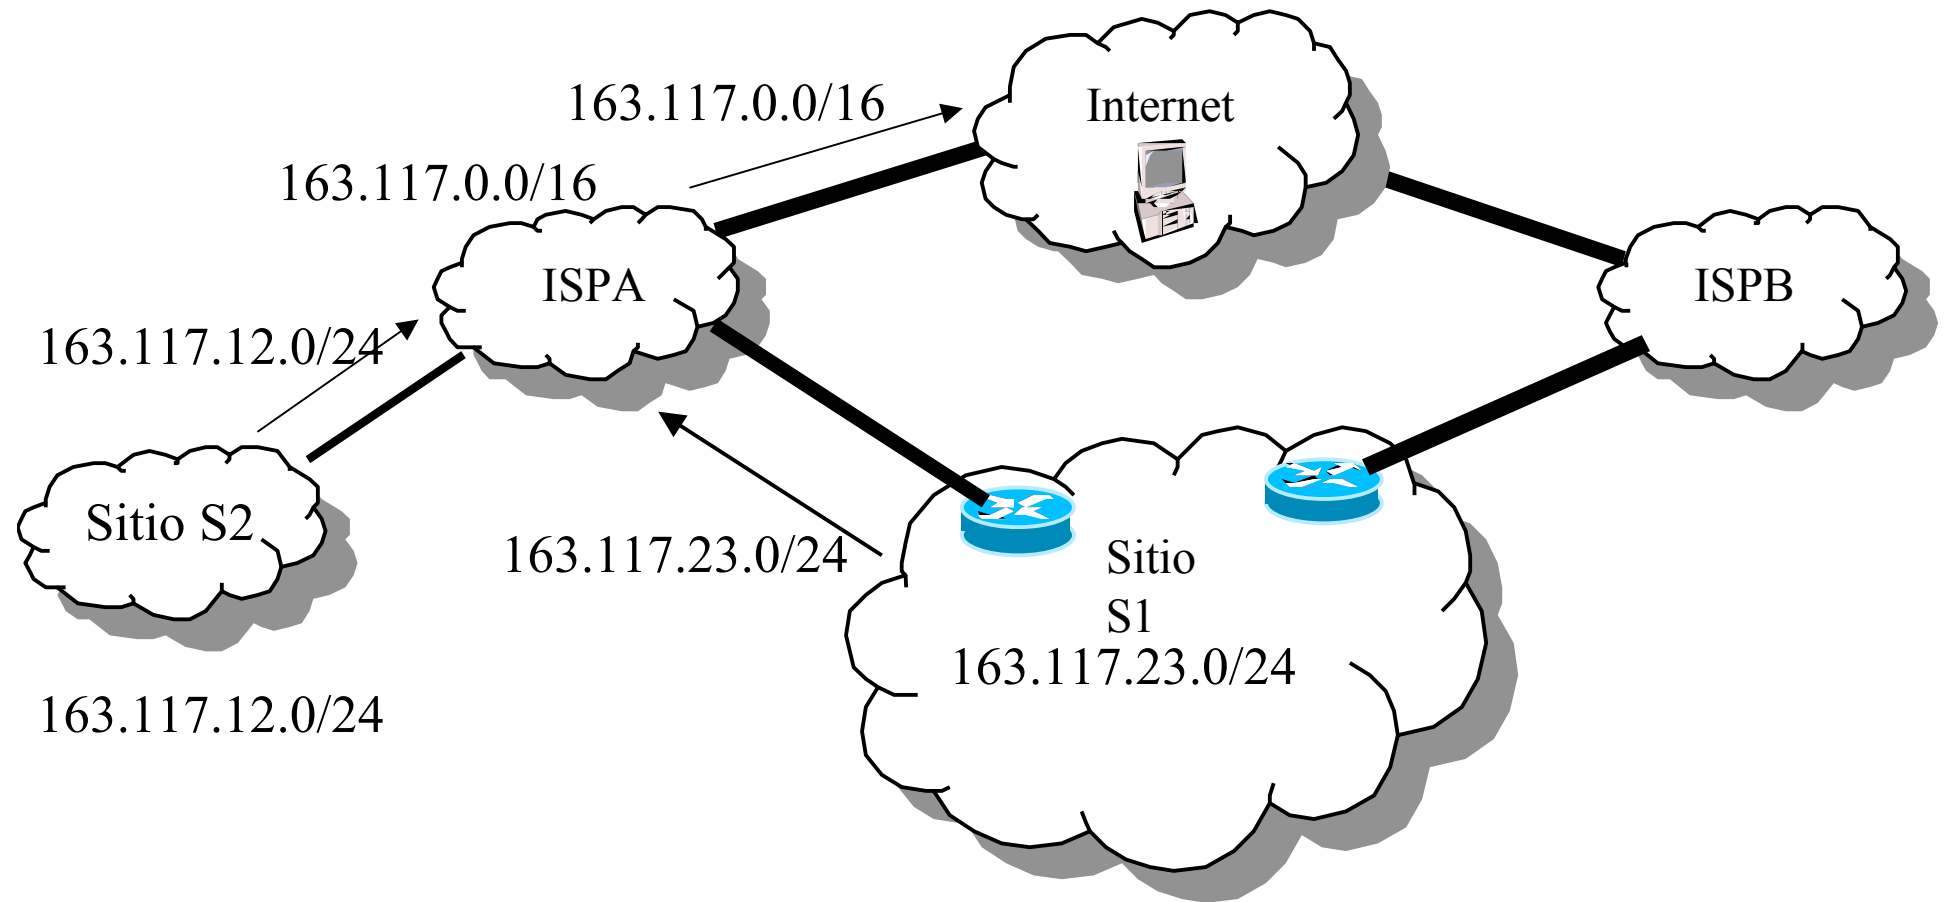 163.117.0.0/16
Internet
163.117.0.0/16
ISPA
ISPB
163.117.12.0/24
Sitio S2
163.117.23.0/24
Sitio
S1
163.117.23.0/24
163.117.12.0/24